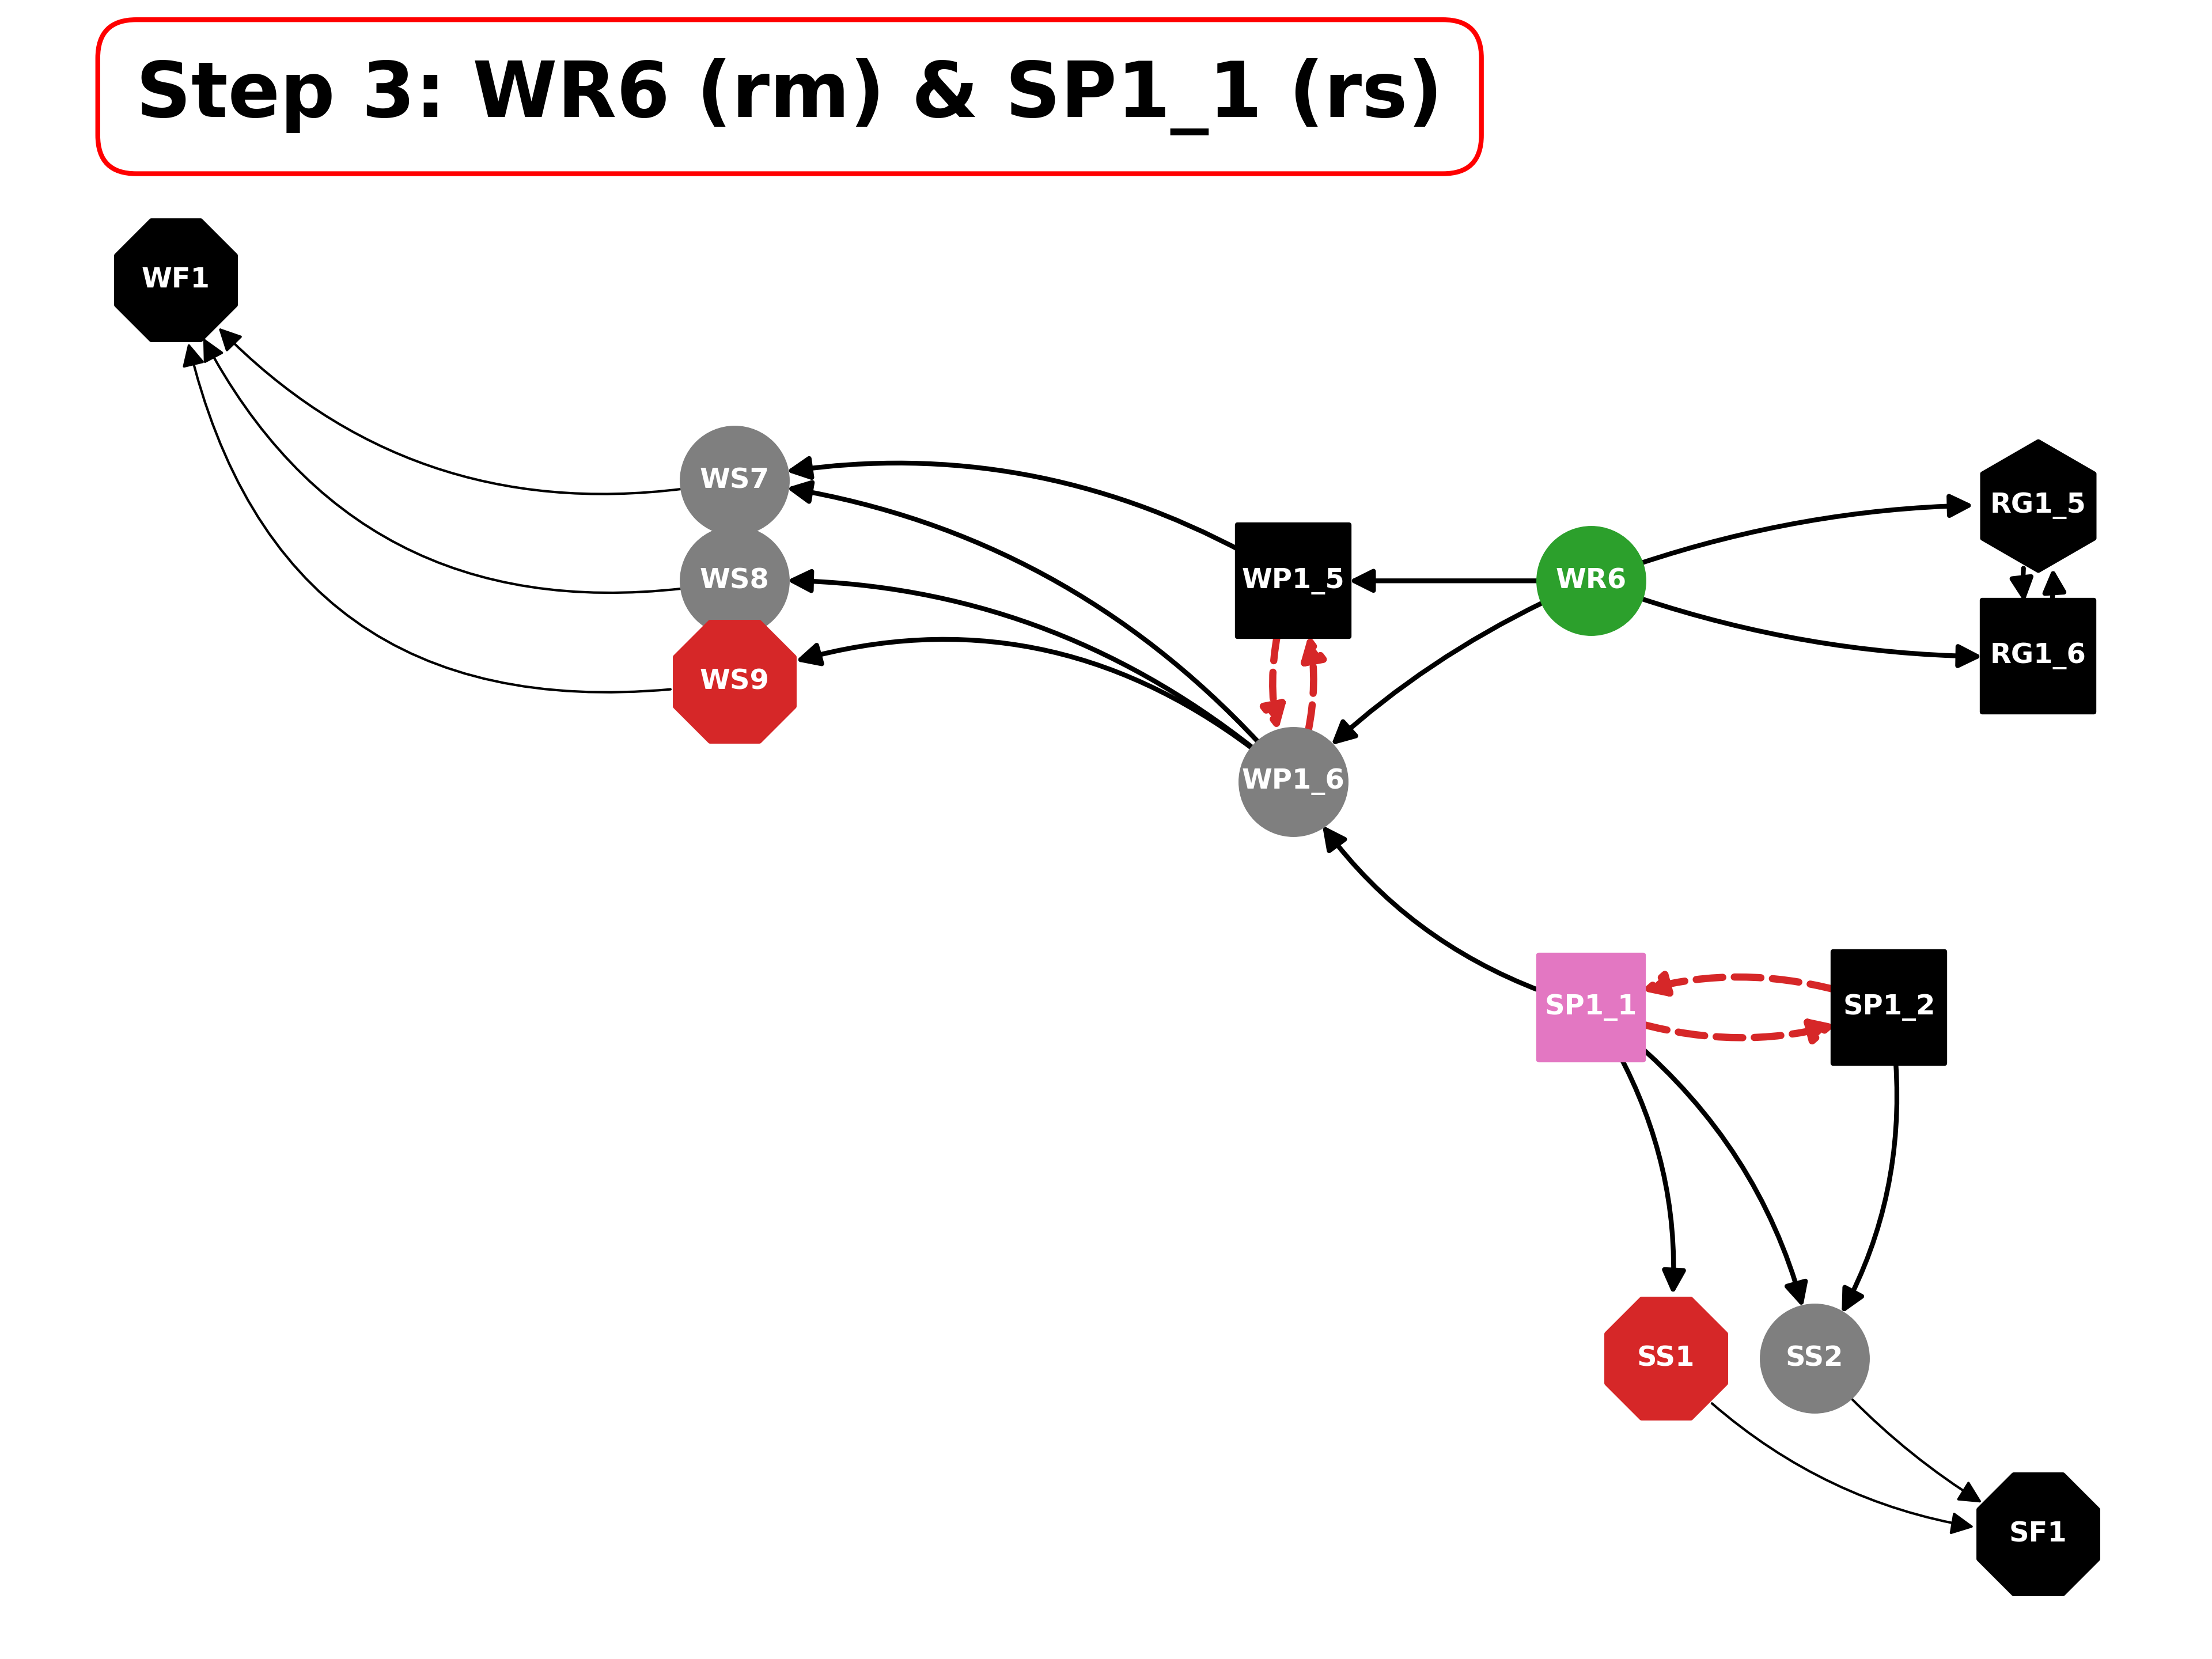 Step 3: WR6 (rm) & SP1_1 (rs)
WF1
WS7
RG1_5
WS8
WP1_5
WR6
RG1_6
WS9
WP1_6
SP1_1
SP1_2
SS1
SS2
SF1